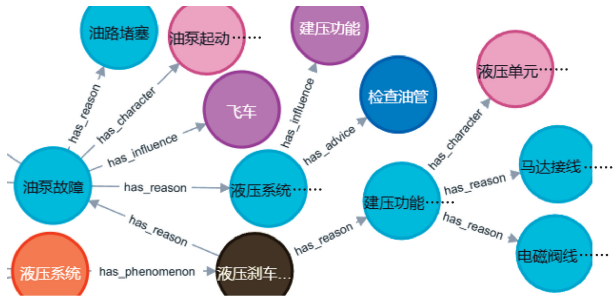 油路堵塞
油泵起动……
建压功能
液压单元……
has_reason
has_character
has_influence
飞车
has_influence
检查油管
has_character
has_advice
马达接线……
油泵故障
has_reason
液压系统……
建压功能……
has_reason
has_reason
has_reason
has_reason
电磁阀线……
液压系统
has_phenomenon
液压刹车...